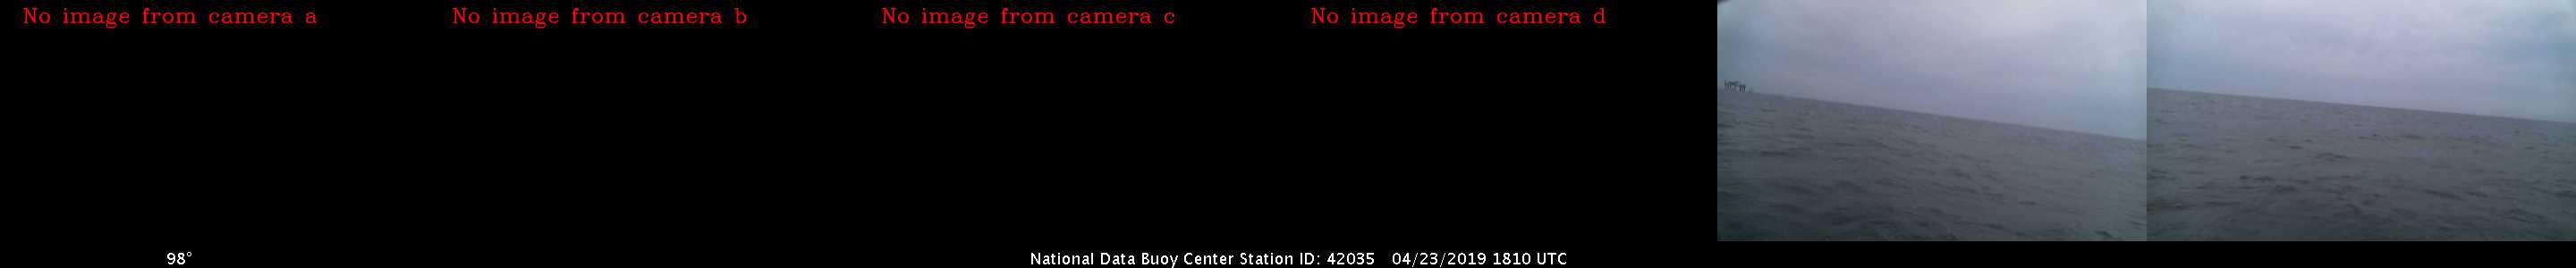 No image from camera a
No image from camera b
No image from camera c
No image from camera d
98°
National Data Buoy Center Station ID: 42035 04/23/2019 1810 UTC